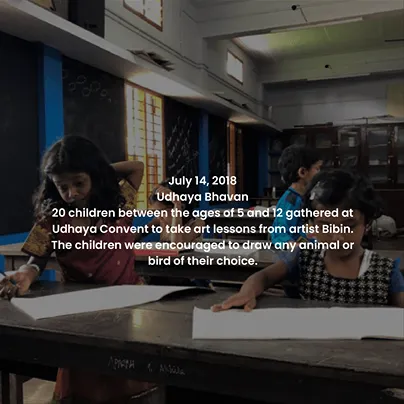 July 14, 2018
Udhaya Bhavan
20 children between the ages of 5 and 12 gathered at
Udhaya Convent to take art lessons from artist Bibin.
The children were encouraged to draw any animal or
bird of their choice.